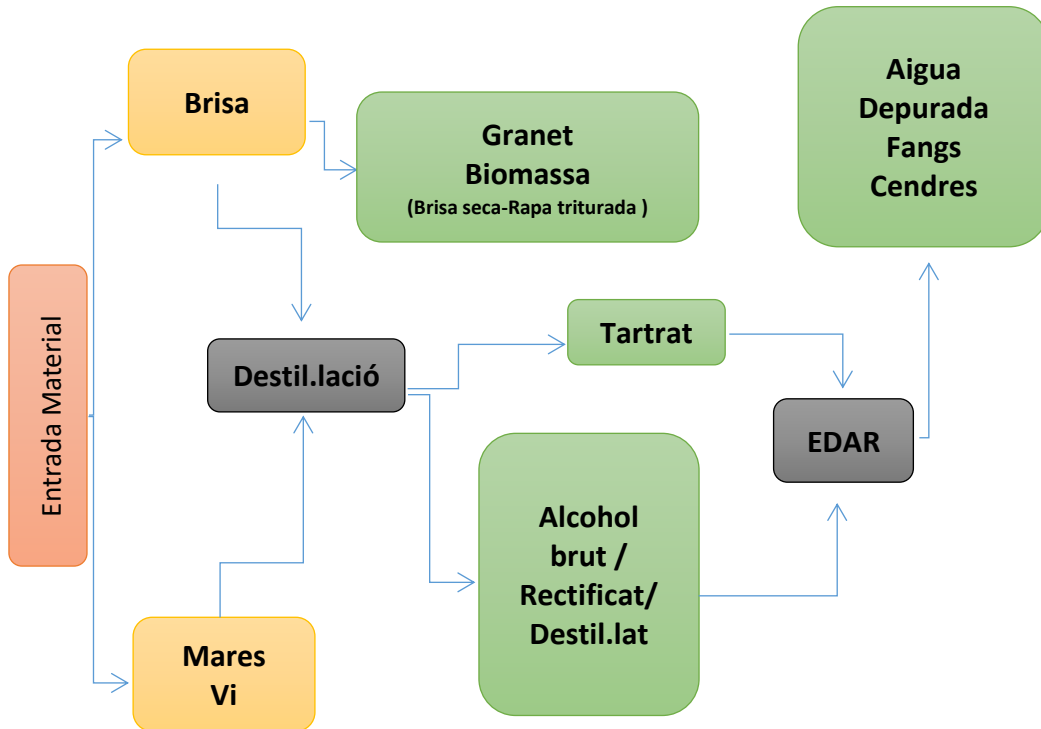 Entrada Material
Brisa
Granet
Biomassa
(Brisa seca-Rapa triturada )
Aigua
Depurada
Fangs
Cendres
Destil.lació
Tartrat
EDAR
Alcohol
brut /
Rectificat/
Destil.lat
Mares
Vi